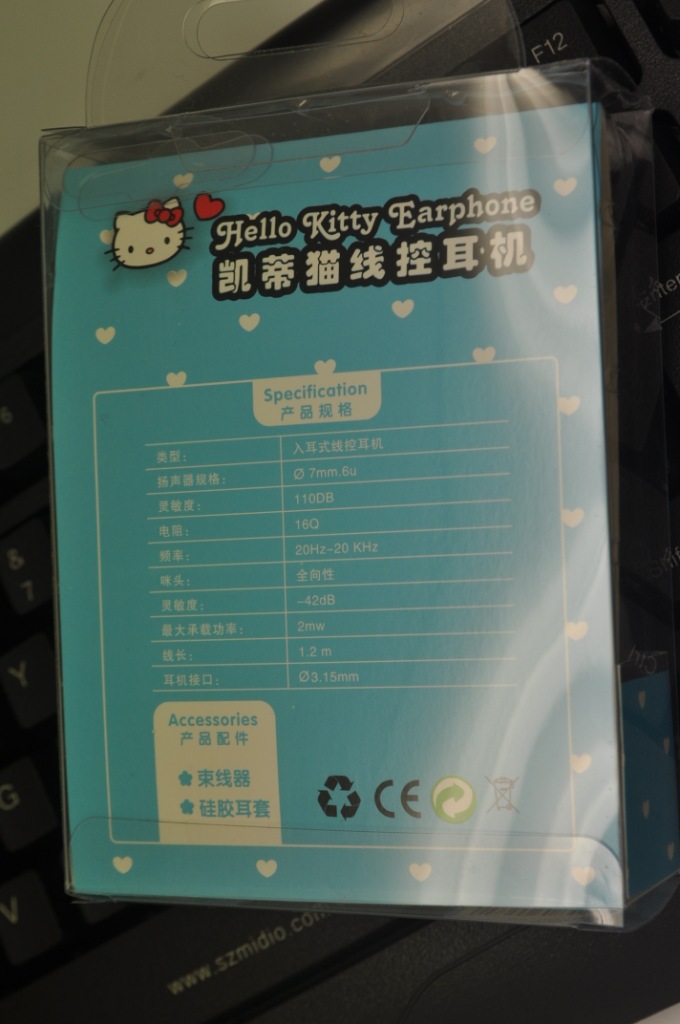 F12
Hello Kitty Earphone
凯蒂猫线控耳机
Specification
产品规格
类型： 入耳式线控耳机
扬声器规格： Ø 7mm.6u
灵敏度： 110DB
电阻： 16Ω
频率： 20Hz-20 KHz
咪头： 全向性
灵敏度： -42dB
最大承载功率： 2mw
线长： 1.2 m
耳机接口： Ø3.15mm
Accessories
产品配件
束线器
硅胶耳套
CE
6
8
7
Y
G
V
Ctrl
www.szmidio.com